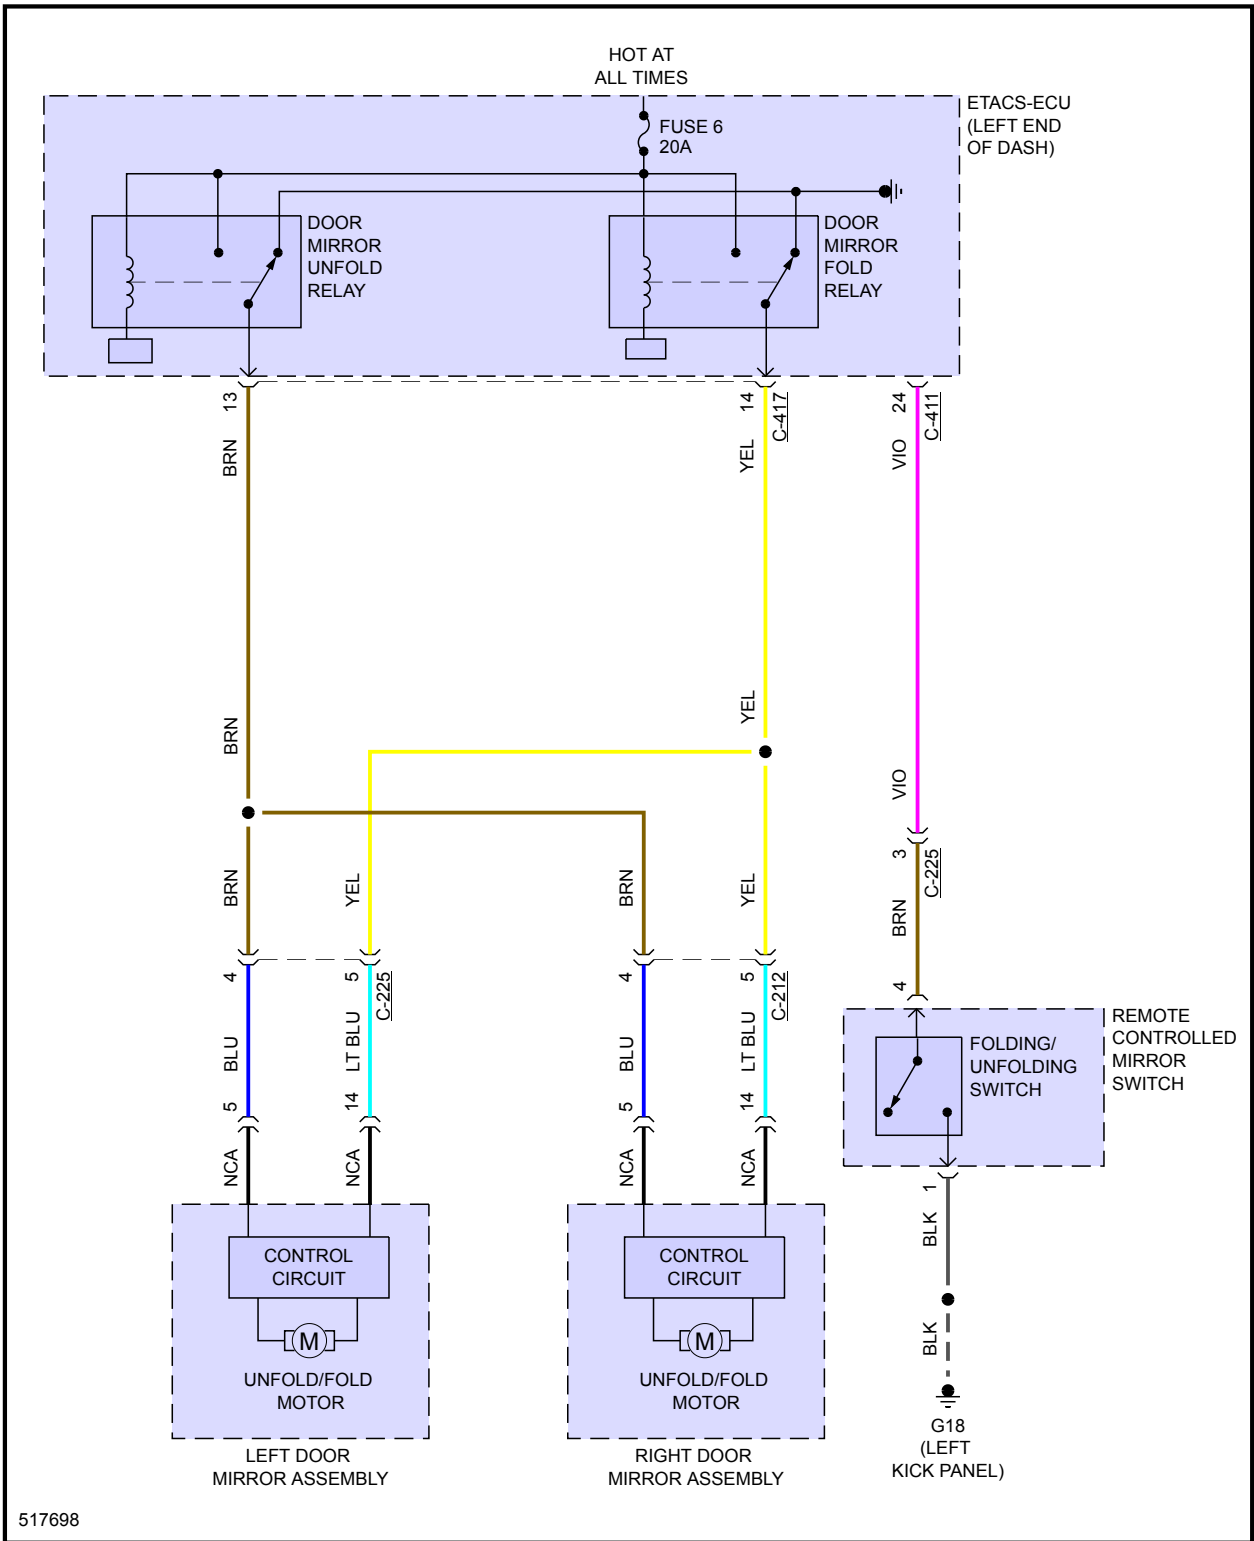 HOT AT
ALL TIMES
ETACS-ECU
(LEFT END
OF DASH)
FUSE 6
20A
DOOR
MIRROR
UNFOLD
RELAY
DOOR
MIRROR
FOLD
RELAY
13
14
C-417
24
C-411
BRN
YEL
VIO
BRN
YEL
VIO
3
C-225
BRN
YEL
BRN
YEL
BRN
4
5
C-225
4
5
C-212
4
BLU
LT BLU
BLU
LT BLU
REMOTE
CONTROLLED
MIRROR
SWITCH
FOLDING/
UNFOLDING
SWITCH
5
14
5
14
NCA
NCA
NCA
NCA
1
BLK
BLK
CONTROL
CIRCUIT
M
UNFOLD/FOLD
MOTOR
CONTROL
CIRCUIT
M
UNFOLD/FOLD
MOTOR
LEFT DOOR
MIRROR ASSEMBLY
RIGHT DOOR
MIRROR ASSEMBLY
G18
(LEFT
KICK PANEL)
517698